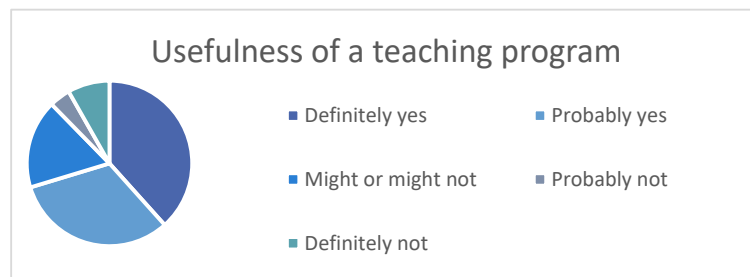 Usefulness of a teaching program
Definitely yes
Probably yes
Might or might not
Probably not
Definitely not